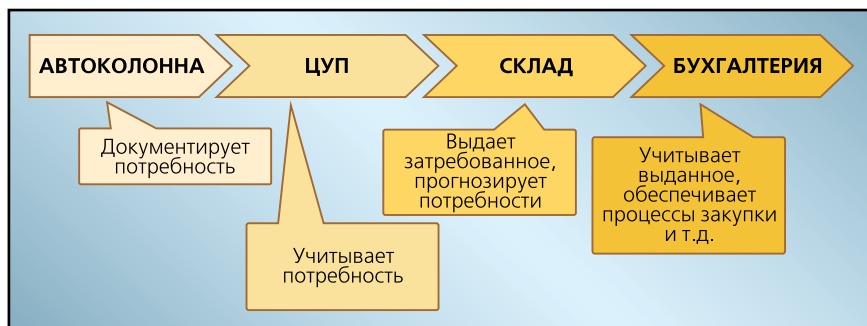 АВТОКОЛОННА
ЦУП
СКЛАД
БУХГАЛТЕРИЯ
Документирует
потребность
Учитывает
потребность
Выдает
затребованное,
прогнозирует
потребности
Учитывает
выданное,
обеспечивает
процессы закупки
и т.д.